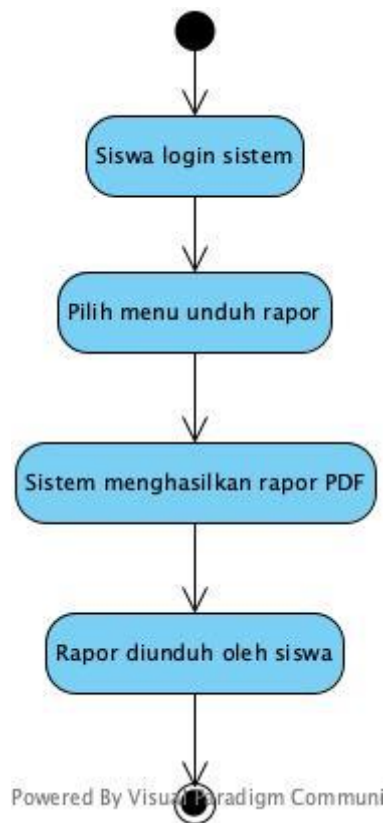 Siswa login sistem
Pilih menu unduh rapor
Sistem menghasilkan rapor PDF
Rapor diunduh oleh siswa
Powered By Visual Paradigm Communi